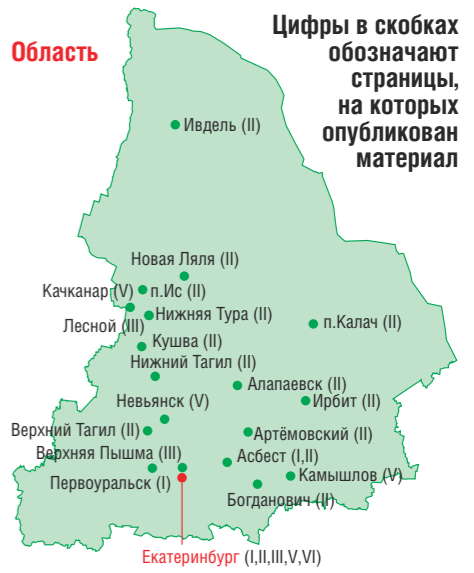 Область
Цифры в скобках
обозначают
страницы,
на которых
опубликован
материал
Ивдель (II)
Новая Ляля (II)
Качканар (V)
п.Ис (II)
Лесной (III)
Нижняя Тура (II)
п.Калач (II)
Кушва (II)
Нижний Тагил (II)
Алапаевск (II)
Невьянск (V)
Ирбит (II)
Верхний Тагил (II)
Артёмовский (II)
Верхняя Пышма (III)
Асбест (I,II)
Первоуральск (I)
Камышлов (V)
Богданович (II)
Екатеринбург (I,II,III,V,VI)